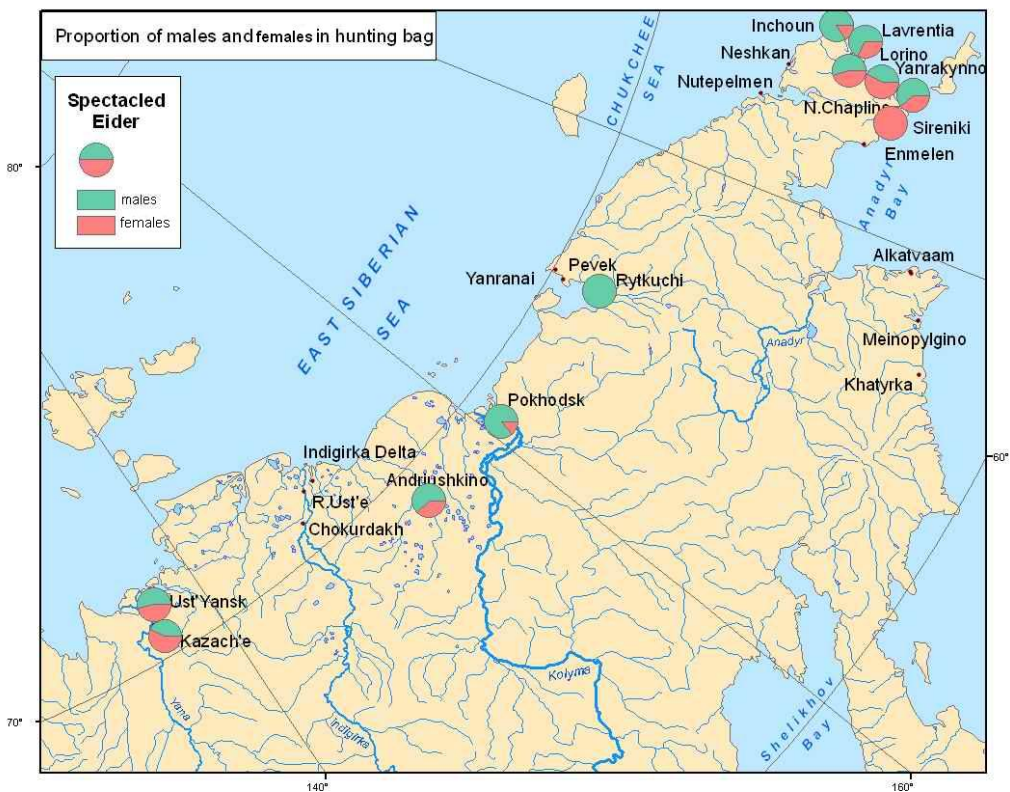 Proportion of males and females in hunting bag
Spectacled
Eider
males
females
CHUKCHEE
SEA
Inchoun
Lavrentia
Neshkan
Lorino
Yanrakynno
Nutepelmen
N.Chaplino
Sireniki
Enmelen
Anadyr
Bay
80°
EAST SIBERIAN
SEA
Alkatvaam
Pevek
Yanranai
Rytkuchi
Meinopylgino
Anadyr
Khatyrka
Pokhodsk
Indigirka Delta
60°
Andriushkino
R.Ust'e
Chokurdakh
Ust'Yansk
Kazach'e
Kolyma
Yana
Indigirka
Shelikhov
Bay
70°
140°
160°